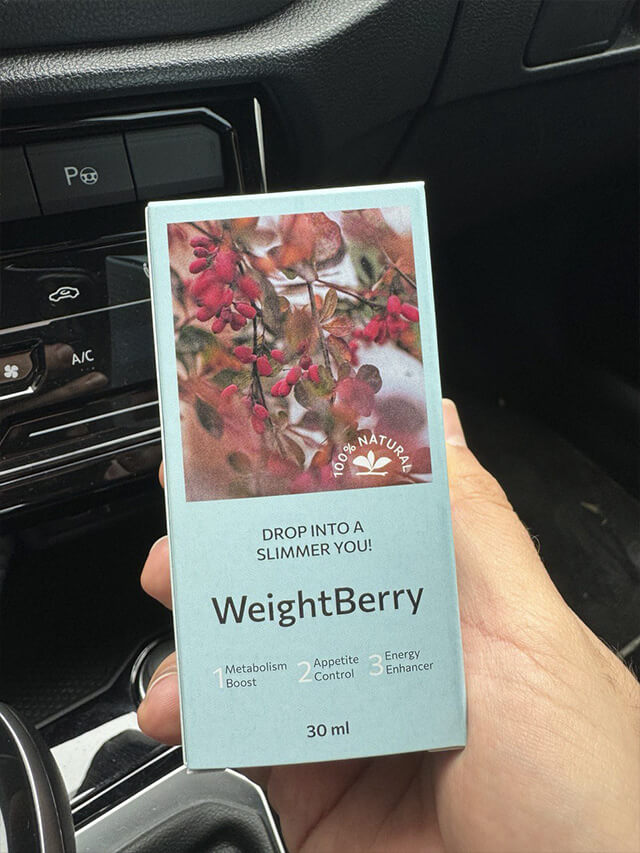 P
A/C
100% NATURAL
DROP INTO A
SLIMMER YOU!
WeightBerry
1 Metabolism
Boost
2 Appetite
Control
3 Energy
Enhancer
30 ml